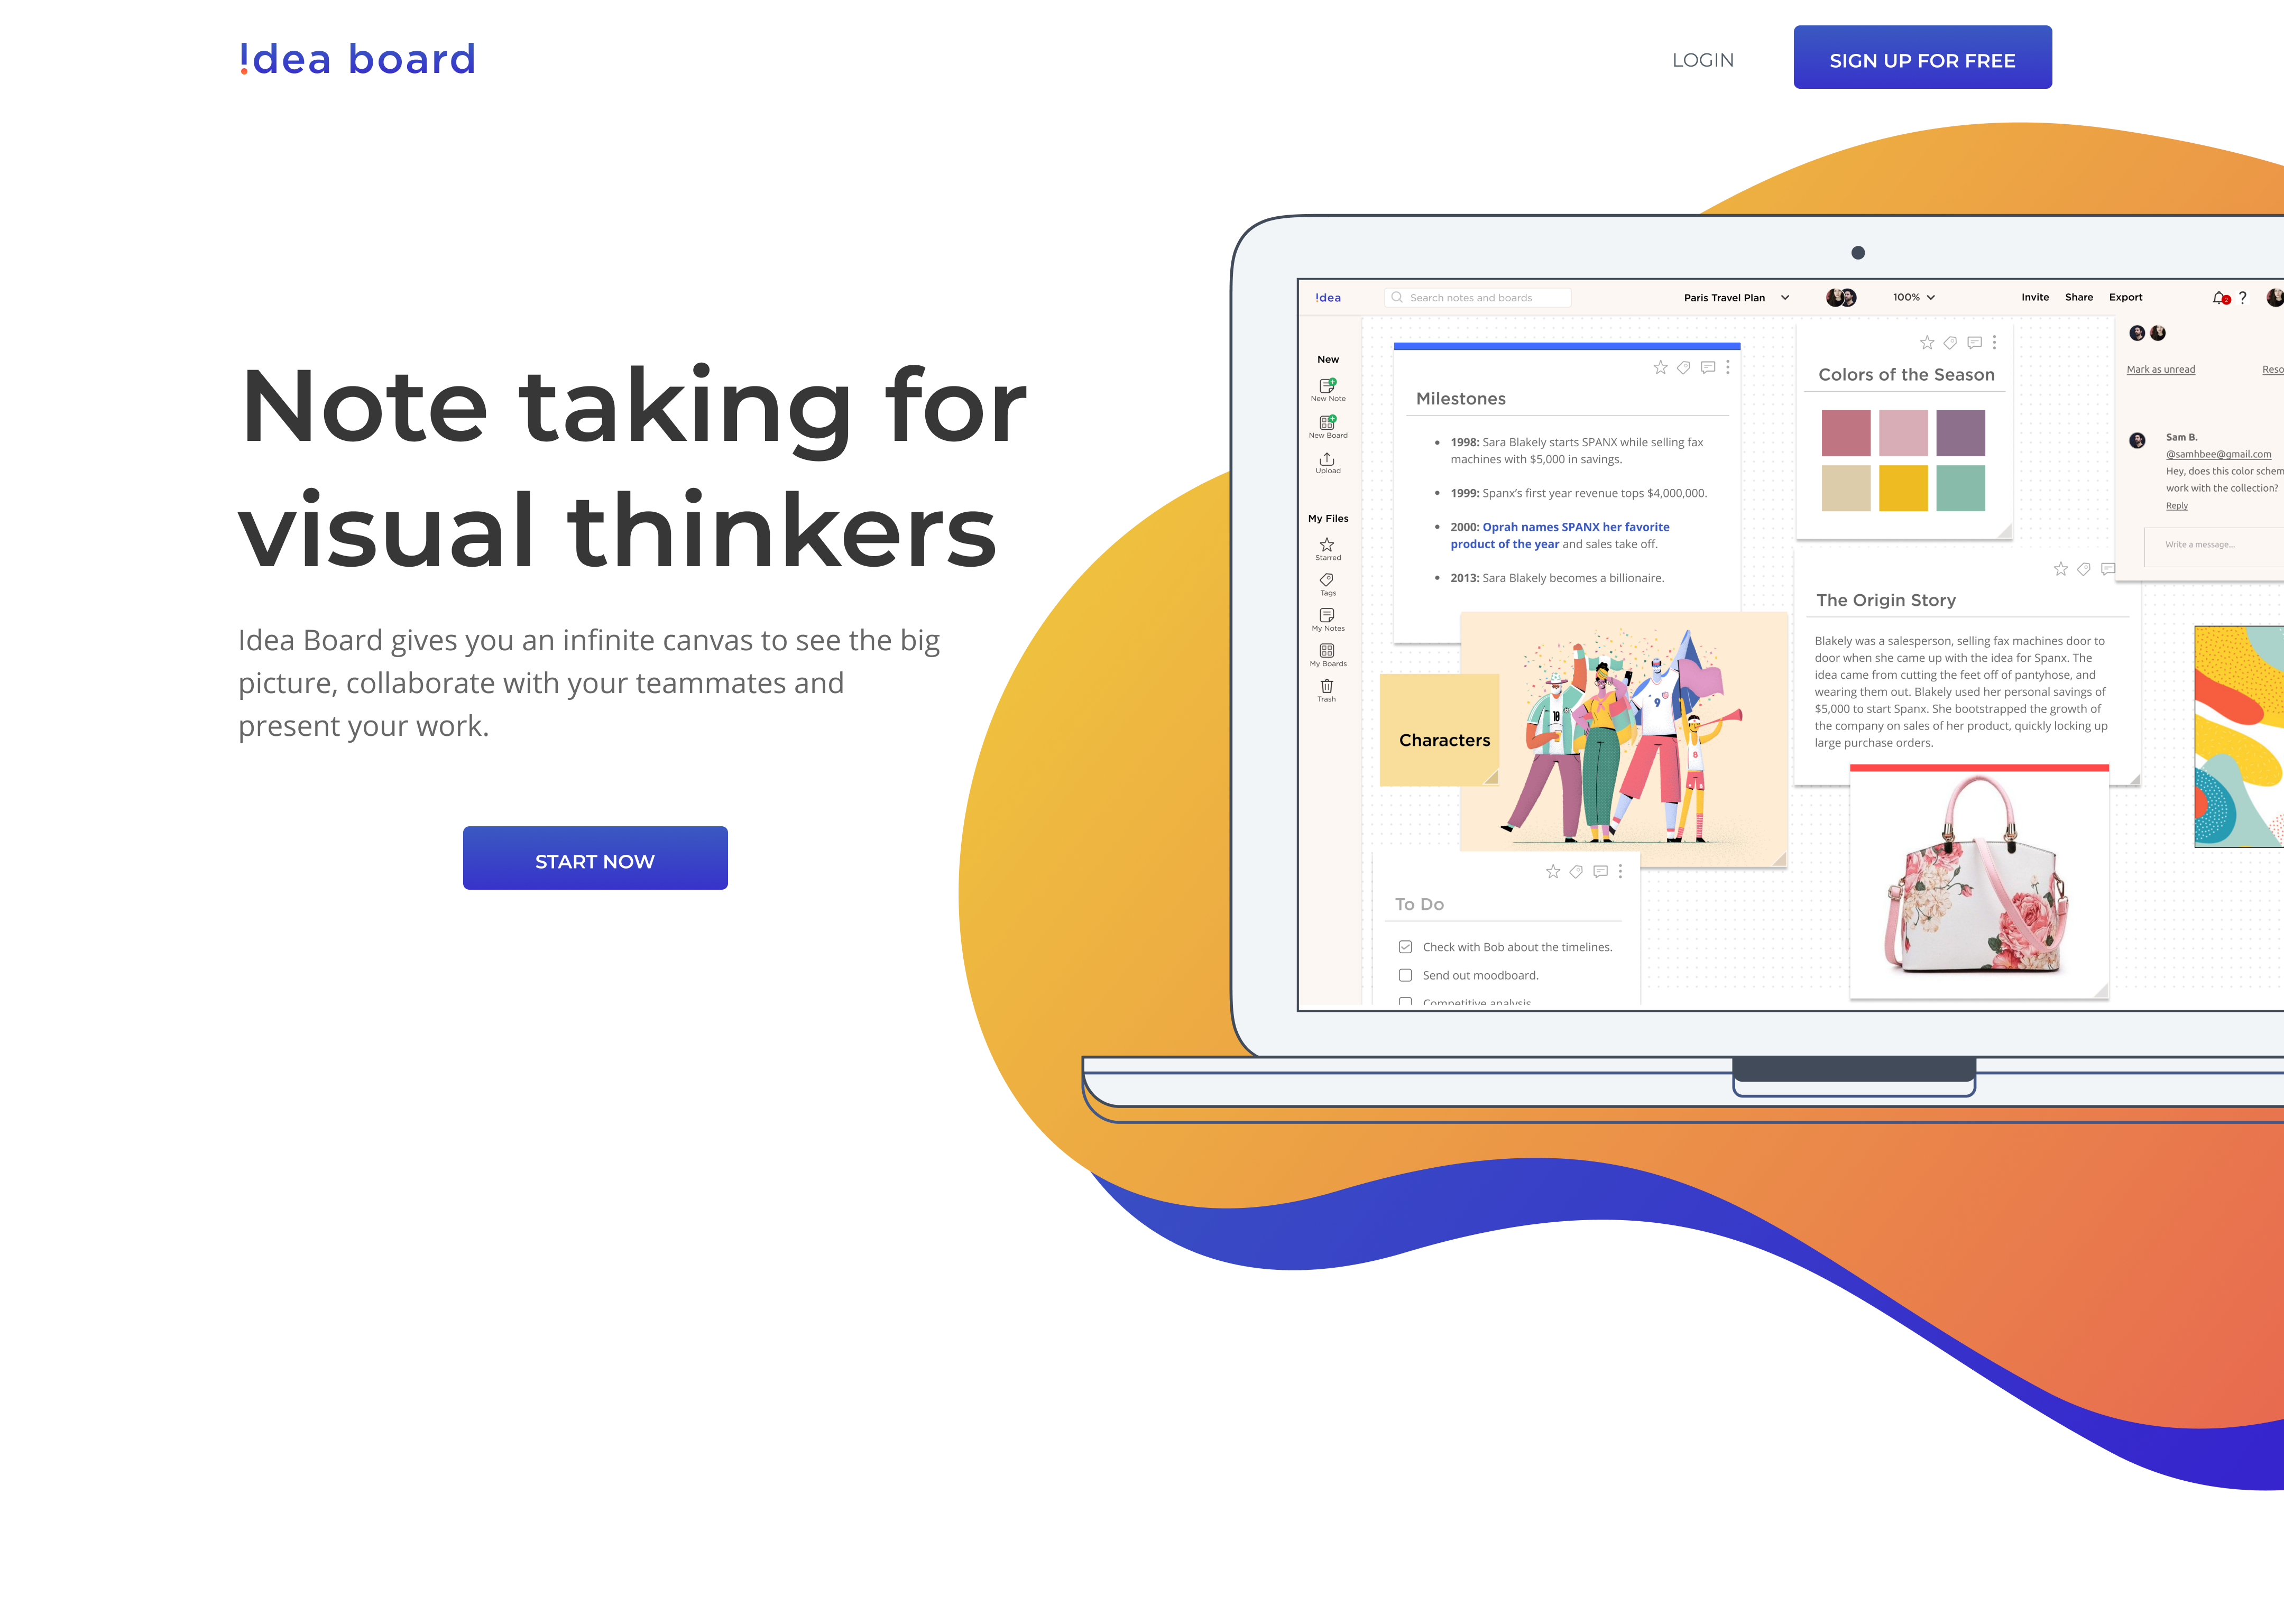 !dea board
LOGIN
SIGN UP FOR FREE
Note taking for
visual thinkers
Idea Board gives you an infinite canvas to see the big
picture, collaborate with your teammates and
present your work.
START NOW
!dea
Search notes and boards
Paris Travel Plan
100%
Invite
Share
Export
2
?
New
New Note
New Board
Upload
My Files
Starred
Tags
My Notes
My Boards
Trash
Milestones
1998: Sara Blakely starts SPANX while selling fax
machines with $5,000 in savings.
1999: Spanx's first year revenue tops $4,000,000.
2000: Oprah names SPANX her favorite
product of the year and sales take off.
2013: Sara Blakely becomes a billionaire.
Colors of the Season
Mark as unread
Reso
Sam B.
@samhbee@gmail.com
Hey, does this color schem
work with the collection?
Reply
Write a message...
The Origin Story
Blakely was a salesperson, selling fax machines door to
door when she came up with the idea for Spanx. The
idea came from cutting the feet off of pantyhose, and
wearing them out. Blakely used her personal savings of
$5,000 to start Spanx. She bootstrapped the growth of
the company on sales of her product, quickly locking up
large purchase orders.
Characters
10
9
8
To Do
Check with Bob about the timelines.
Send out moodboard.
Competitive analysis